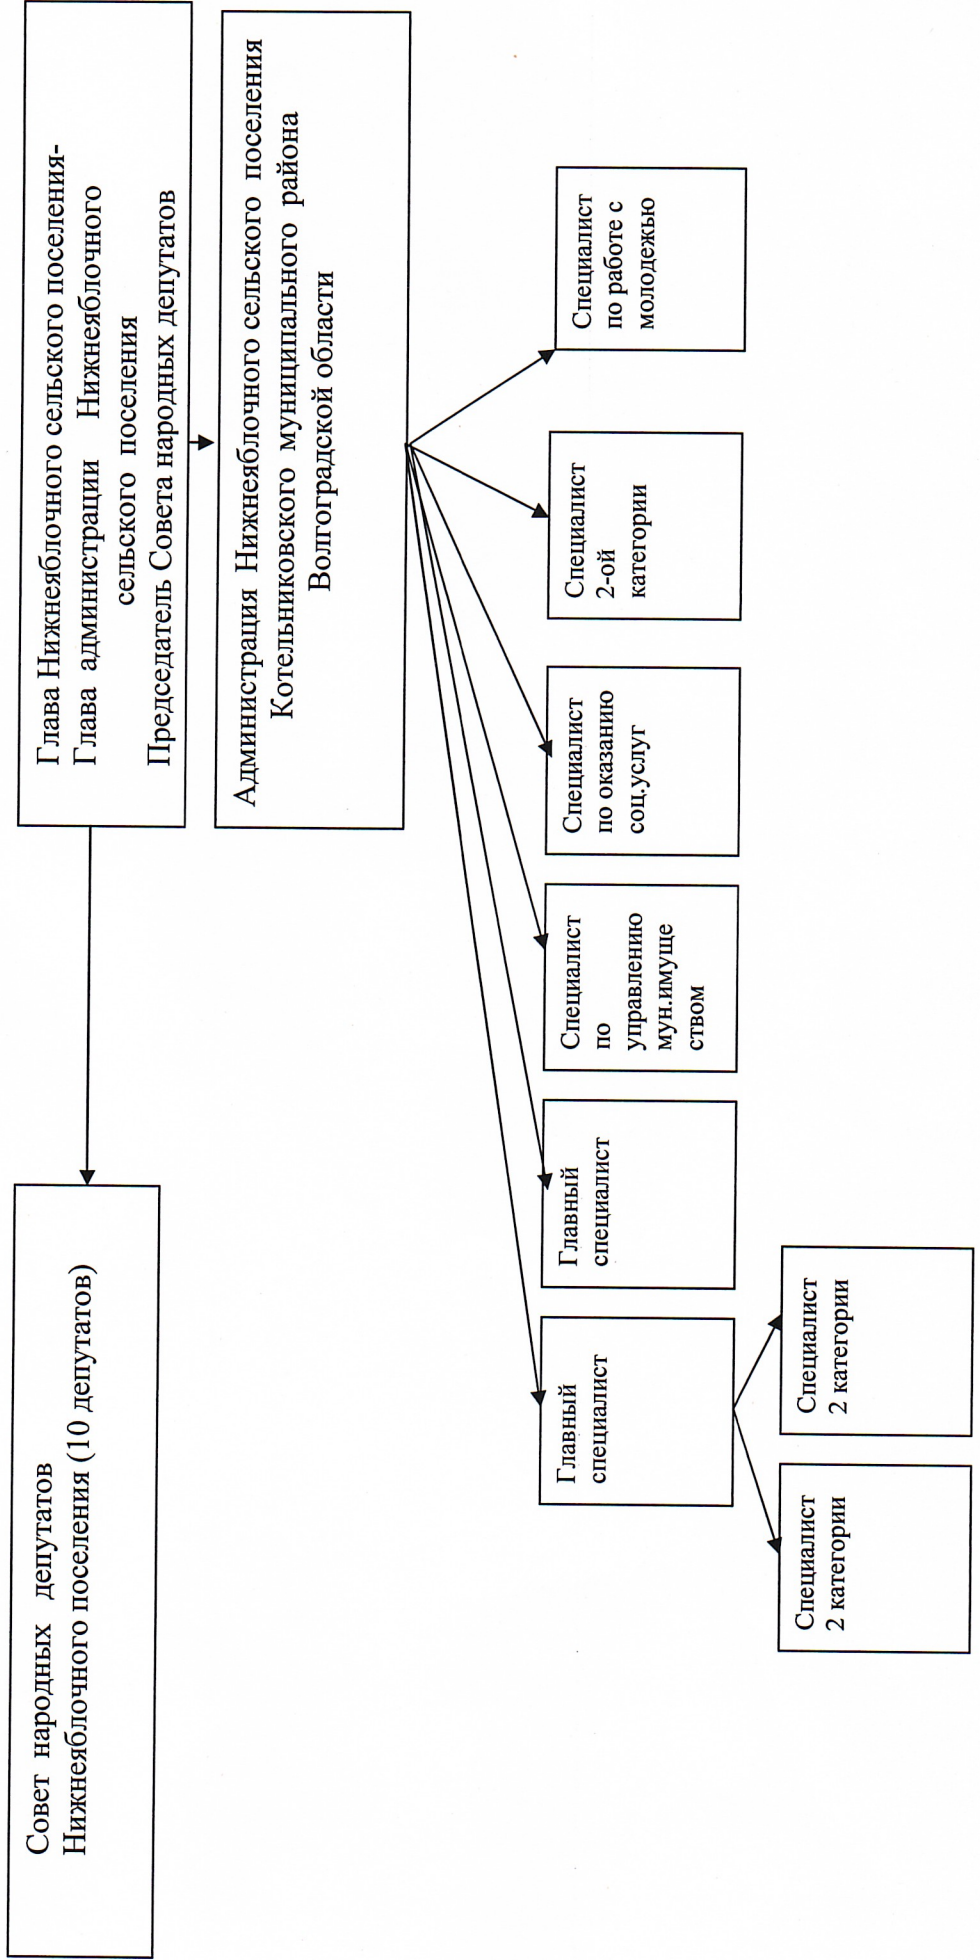 Совет народных депутатов
Нижнеяблочного поселения (10 депутатов)
Глава Нижнеяблочного сельского поселения-
Глава администрации Нижнеяблочного
сельского поселения
Председатель Совета народных депутатов
Администрация Нижнеяблочного сельского поселения
Котельниковского муниципального района
Волгоградской области
Главный
специалист
Главный
специалист
Специалист
по
управлению
мун.имуще
ством
Специалист
по оказанию
соц.услуг
Специалист
2-ой
категории
Специалист
по работе с
молодежью
Специалист
2 категории
Специалист
2 категории